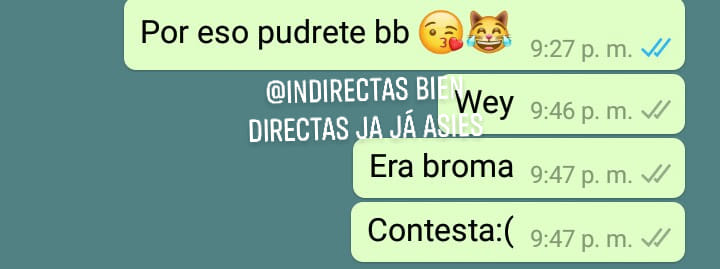 Por eso pudrete bb 😘😹
9:27 p. m.
@INDIRECTAS BIEN
DIRECTAS JA JÁ ASIES
Wey 9:46 p. m.
Era broma 9:47 p. m.
Contesta:( 9:47 p. m.